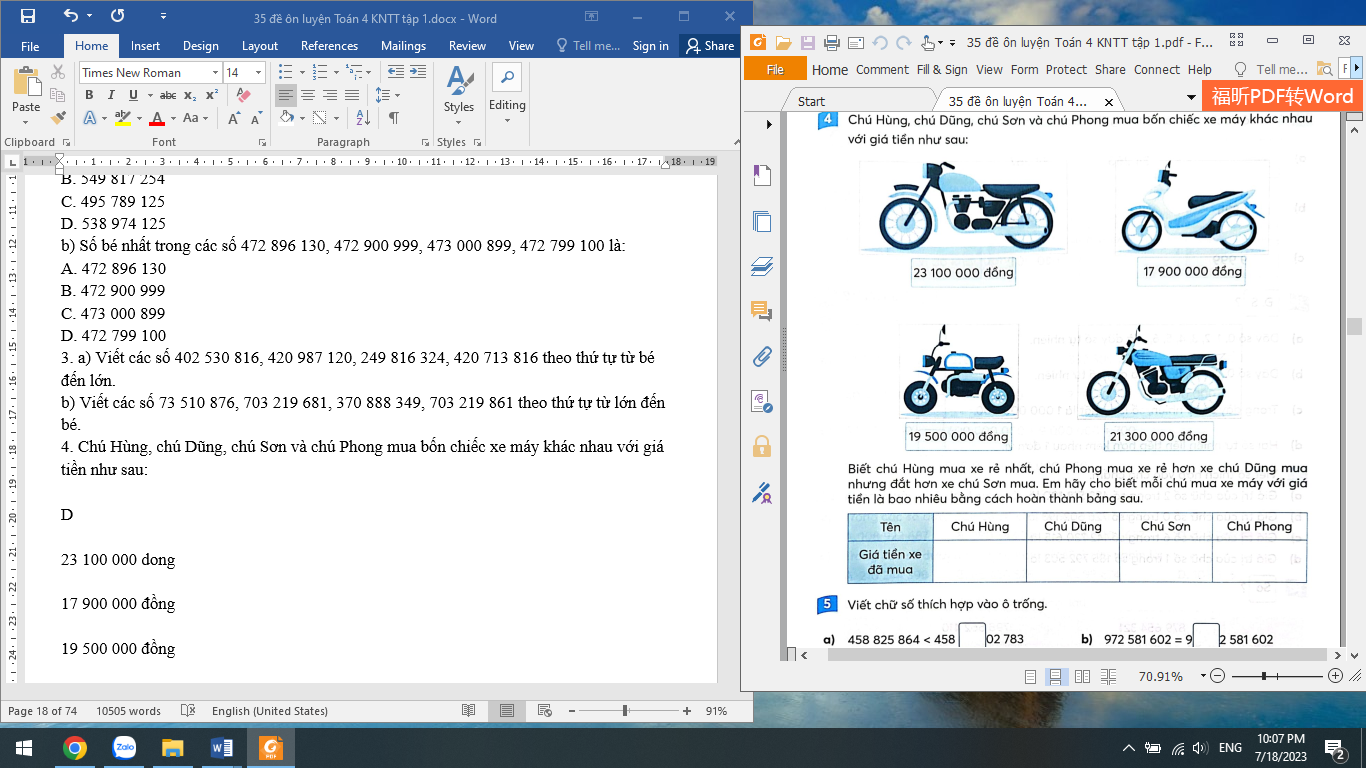 35 đề ôn luyện Toán 4 KNTT tập 1.docx - Word
File Home Insert Design Layout References Mailings Review View Tell me... Sign in Share
Times New Roman 14
Paste
B I U abc x₂ x²
Styles Editing
Clipboard Font Paragraph Styles
B. 549 817 254
C. 495 789 125
D. 538 974 125
b) Số bé nhất trong các số 472 896 130, 472 900 999, 473 000 899, 472 799 100 là:
A. 472 896 130
B. 472 900 999
C. 473 000 899
D. 472 799 100
3. a) Viết các số 402 530 816, 420 987 120, 249 816 324, 420 713 816 theo thứ tự từ bé
đến lớn.
b) Viết các số 73 510 876, 703 219 681, 370 888 349, 703 219 861 theo thứ tự từ lớn đến
bé.
4. Chú Hùng, chú Dũng, chú Sơn và chú Phong mua bốn chiếc xe máy khác nhau với giá
tiền như sau:
D
23 100 000 dong
17 900 000 đồng
19 500 000 đồng
Page 18 of 74 10505 words English (United States) 91%
35 đề ôn luyện Toán 4 KNTT tập 1.pdf - F...
File Home Comment Fill & Sign View Form Protect Share Connect Help Tell me...
Start 35 đề ôn luyện Toán 4...
福昕PDF转Word
4 Chú Hùng, chú Dũng, chú Sơn và chú Phong mua bốn chiếc xe máy khác nhau
với giá tiền như sau:
23 100 000 đồng 17 900 000 đồng
19 500 000 đồng 21 300 000 đồng
Biết chú Hùng mua xe rẻ nhất, chú Phong mua xe rẻ hơn xe chú Dũng mua
nhưng đắt hơn xe chú Sơn mua. Em hãy cho biết mỗi chú mua xe máy với giá
tiền là bao nhiêu bằng cách hoàn thành bảng sau.
Tên Chú Hùng Chú Dũng Chú Sơn Chú Phong
Giá tiền xe
đã mua
5 Viết chữ số thích hợp vào ô trống.
a) 458 825 864 < 458 02 783 b) 972 581 602 = 9 2 581 602
70.91%
Zalo
ENG
10:07 PM
7/18/2023
2